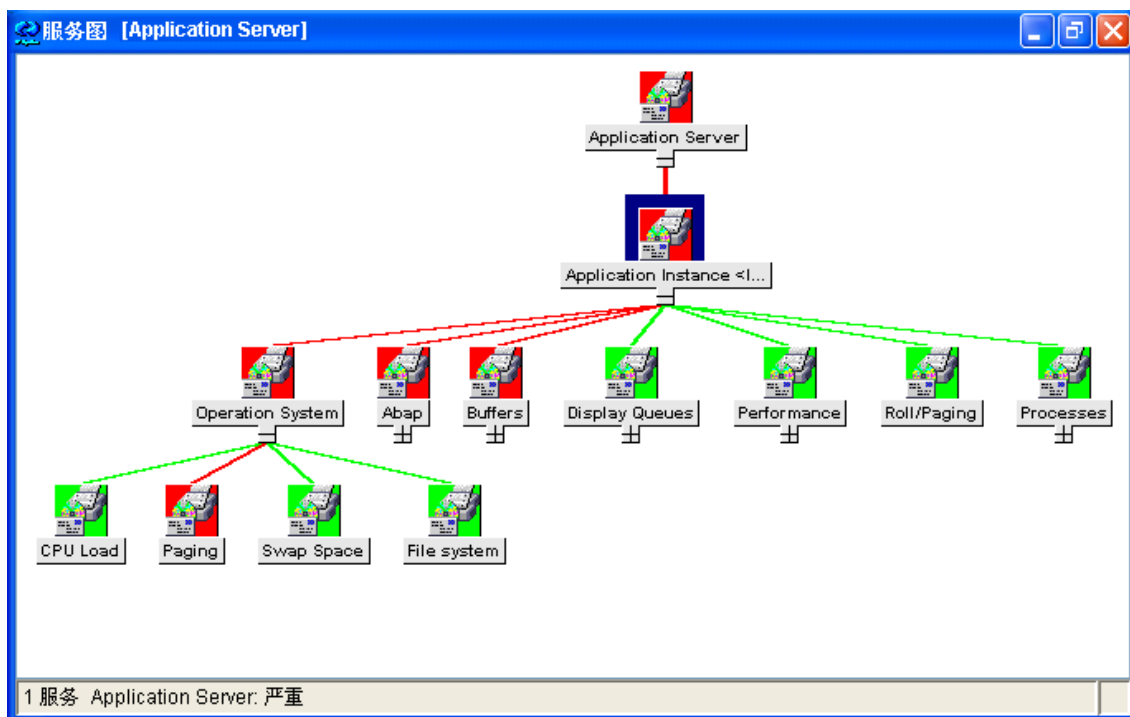 服务图 [Application Server]
Application Server
Application Instance <I...
Operation System
Abap
Buffers
Display Queues
Performance
Roll/Paging
Processes
CPU Load
Paging
Swap Space
File system
1 服务 Application Server: 严重